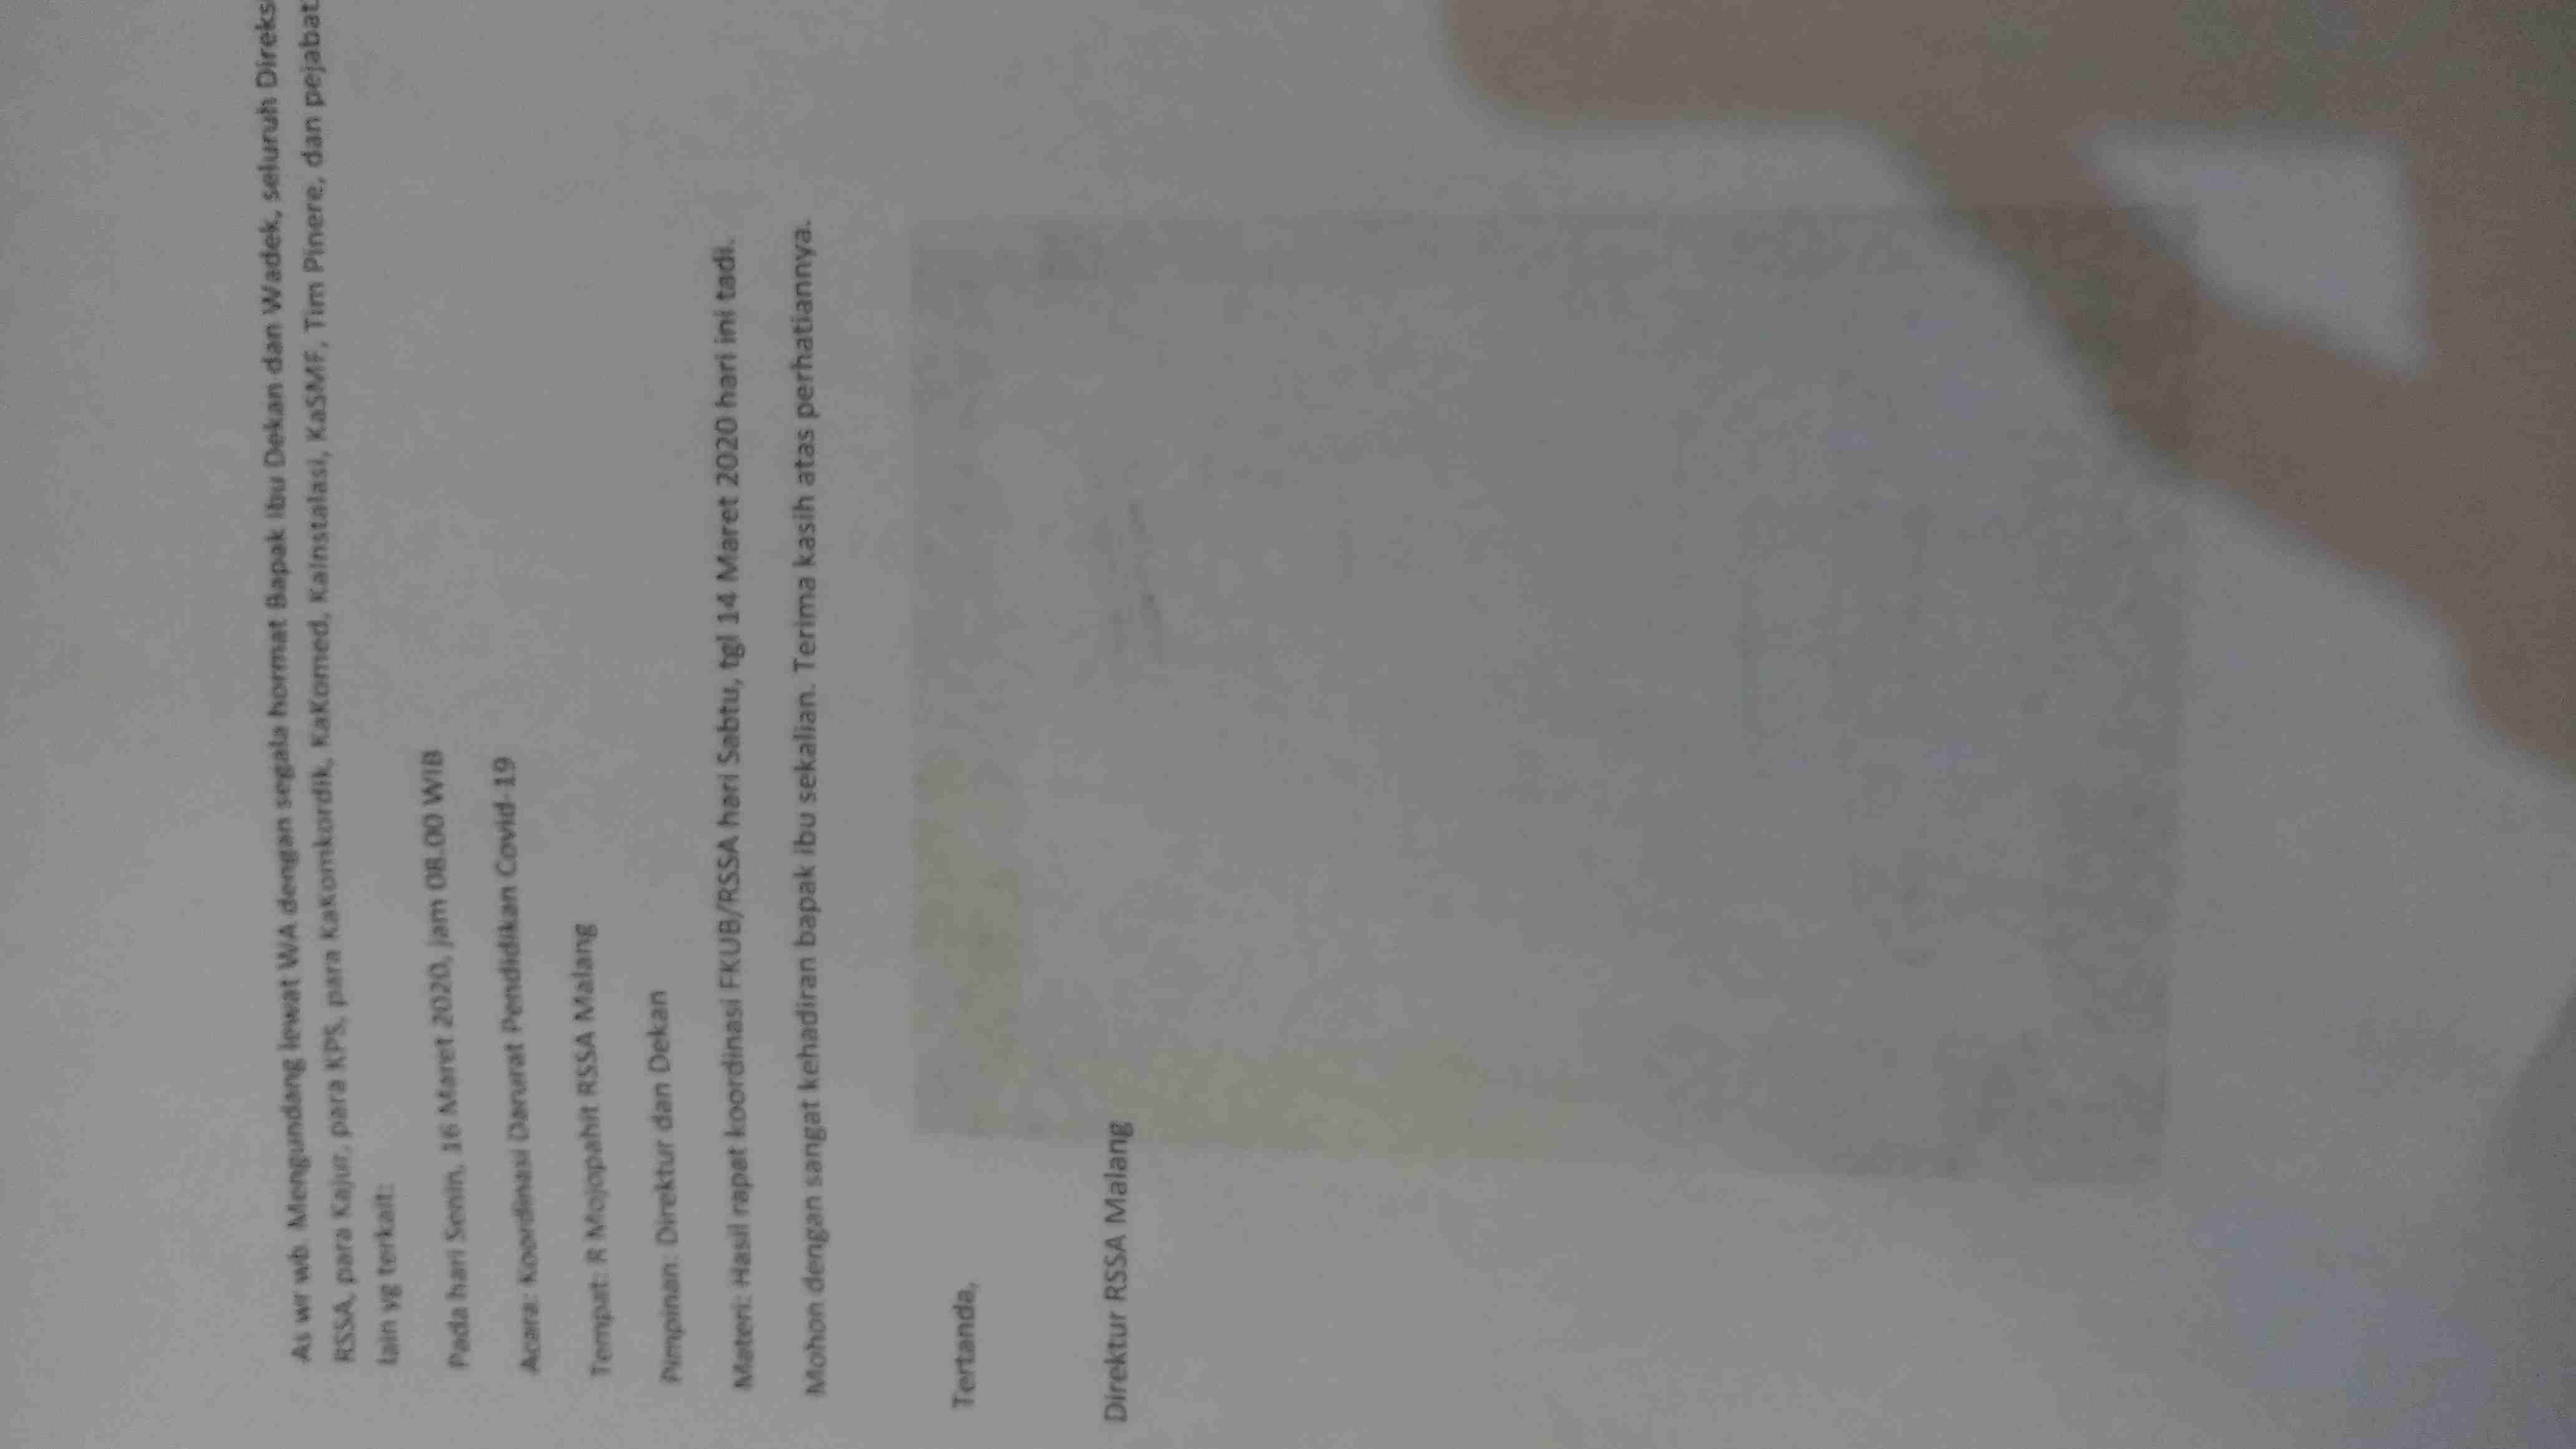 As wr wb. Mengundang lewat WA dengan segala hormat Bapak Ibu Dekan dan Wadek, seluruh Direks
RSSA, para Kajur, para KPS, para KaKomkordik, KaKomed, KaInstalasi, KaSMF, Tim Pinere, dan pejabat
lain yg terkait:
Pada hari Senin, 16 Maret 2020, jam 08.00 WIB
Acara: Koordinasi Darurat Pendidikan Covid-19
Tempat: R Mojopahit RSSA Malang
Pimpinan: Direktur dan Dekan
Materi: Hasil rapat koordinasi FKUB/RSSA hari Sabtu, tgl 14 Maret 2020 hari ini tadi.
Mohon dengan sangat kehadiran bapak ibu sekalian. Terima kasih atas perhatiannya.
Tertanda,
Direktur RSSA Malang